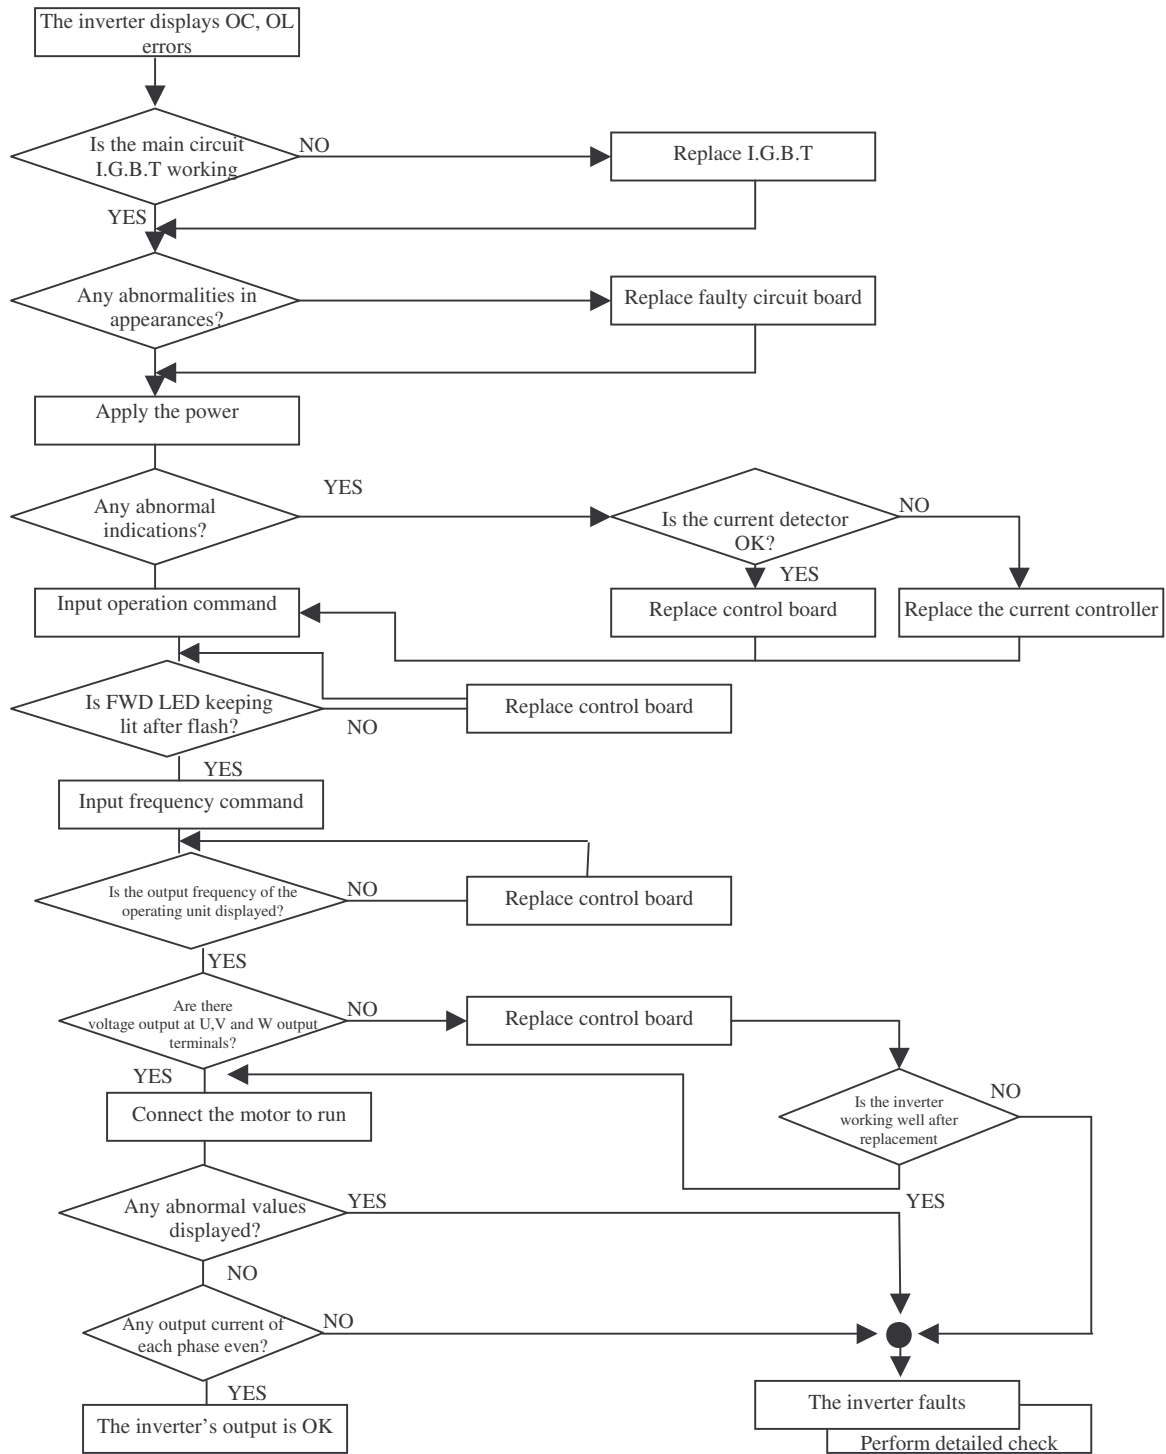 The inverter displays OC, OL
errors
Is the main circuit
I.G.B.T working
NO
Replace I.G.B.T
YES
Any abnormalities in
appearances?
Replace faulty circuit board
Apply the power
Any abnormal
indications?
YES
Is the current detector
OK?
NO
YES
Input operation command
Replace control board
Replace the current controller
Is FWD LED keeping
lit after flash?
NO
Replace control board
YES
Input frequency command
Is the output frequency of the
operating unit displayed?
NO
Replace control board
YES
Are there
voltage output at U,V and W output
terminals?
NO
Replace control board
YES
Is the inverter
working well after
replacement
NO
YES
Connect the motor to run
Any abnormal values
displayed?
YES
NO
Any output current of
each phase even?
NO
YES
The inverter's output is OK
The inverter faults
Perform detailed check